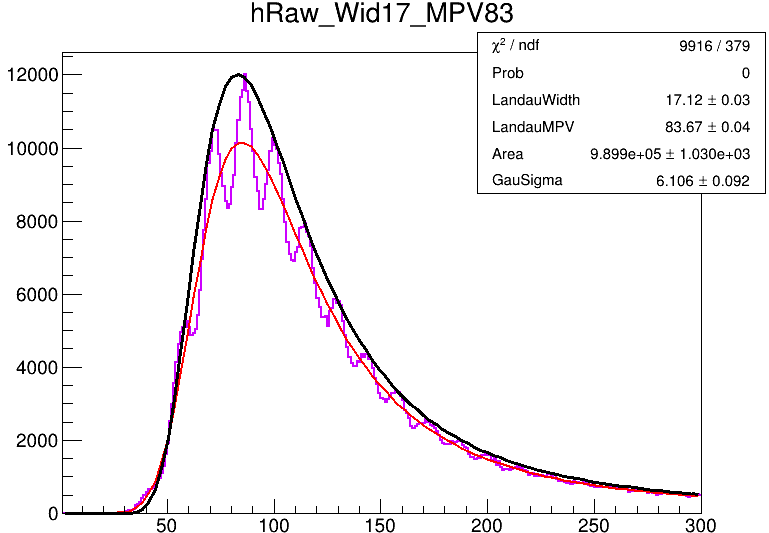 hRaw_Wid17_MPV83
χ² / ndf 9916 / 379
Prob 0
LandauWidth 17.12 ± 0.03
LandauMPV 83.67 ± 0.04
Area 9.899e+05 ± 1.030e+03
GauSigma 6.106 ± 0.092
12000
10000
8000
6000
4000
2000
0
50 100 150 200 250 300